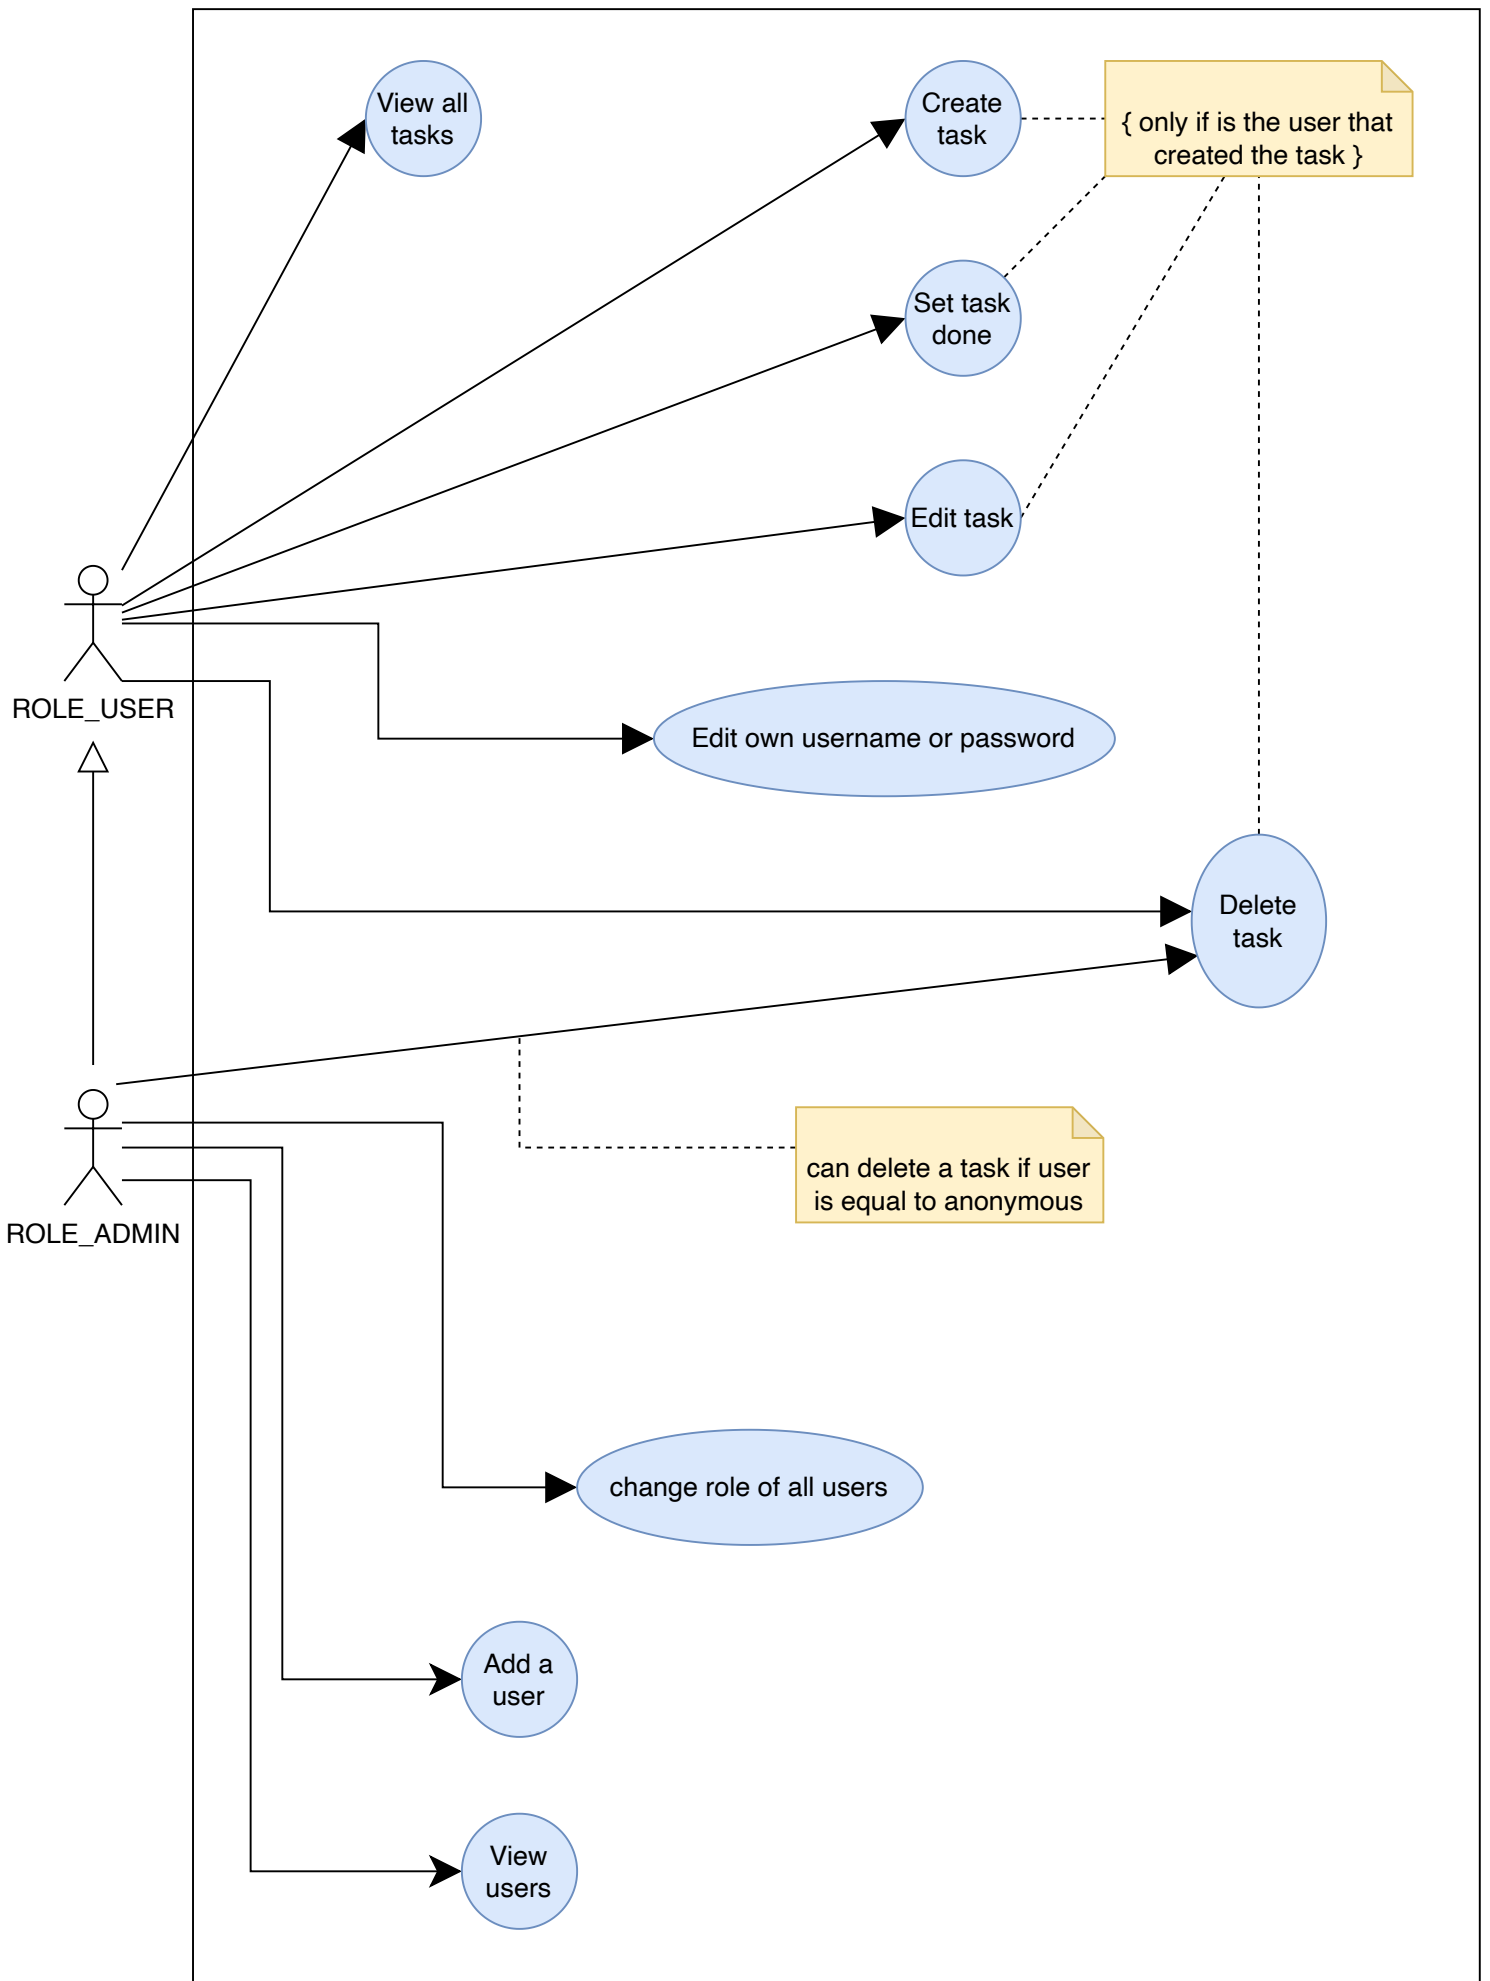 View all
tasks
Create
task
{ only if is the user that
created the task }
Set task
done
Edit task
ROLE_USER
Edit own username or password
Delete
task
can delete a task if user
is equal to anonymous
ROLE_ADMIN
change role of all users
Add a
user
View
users